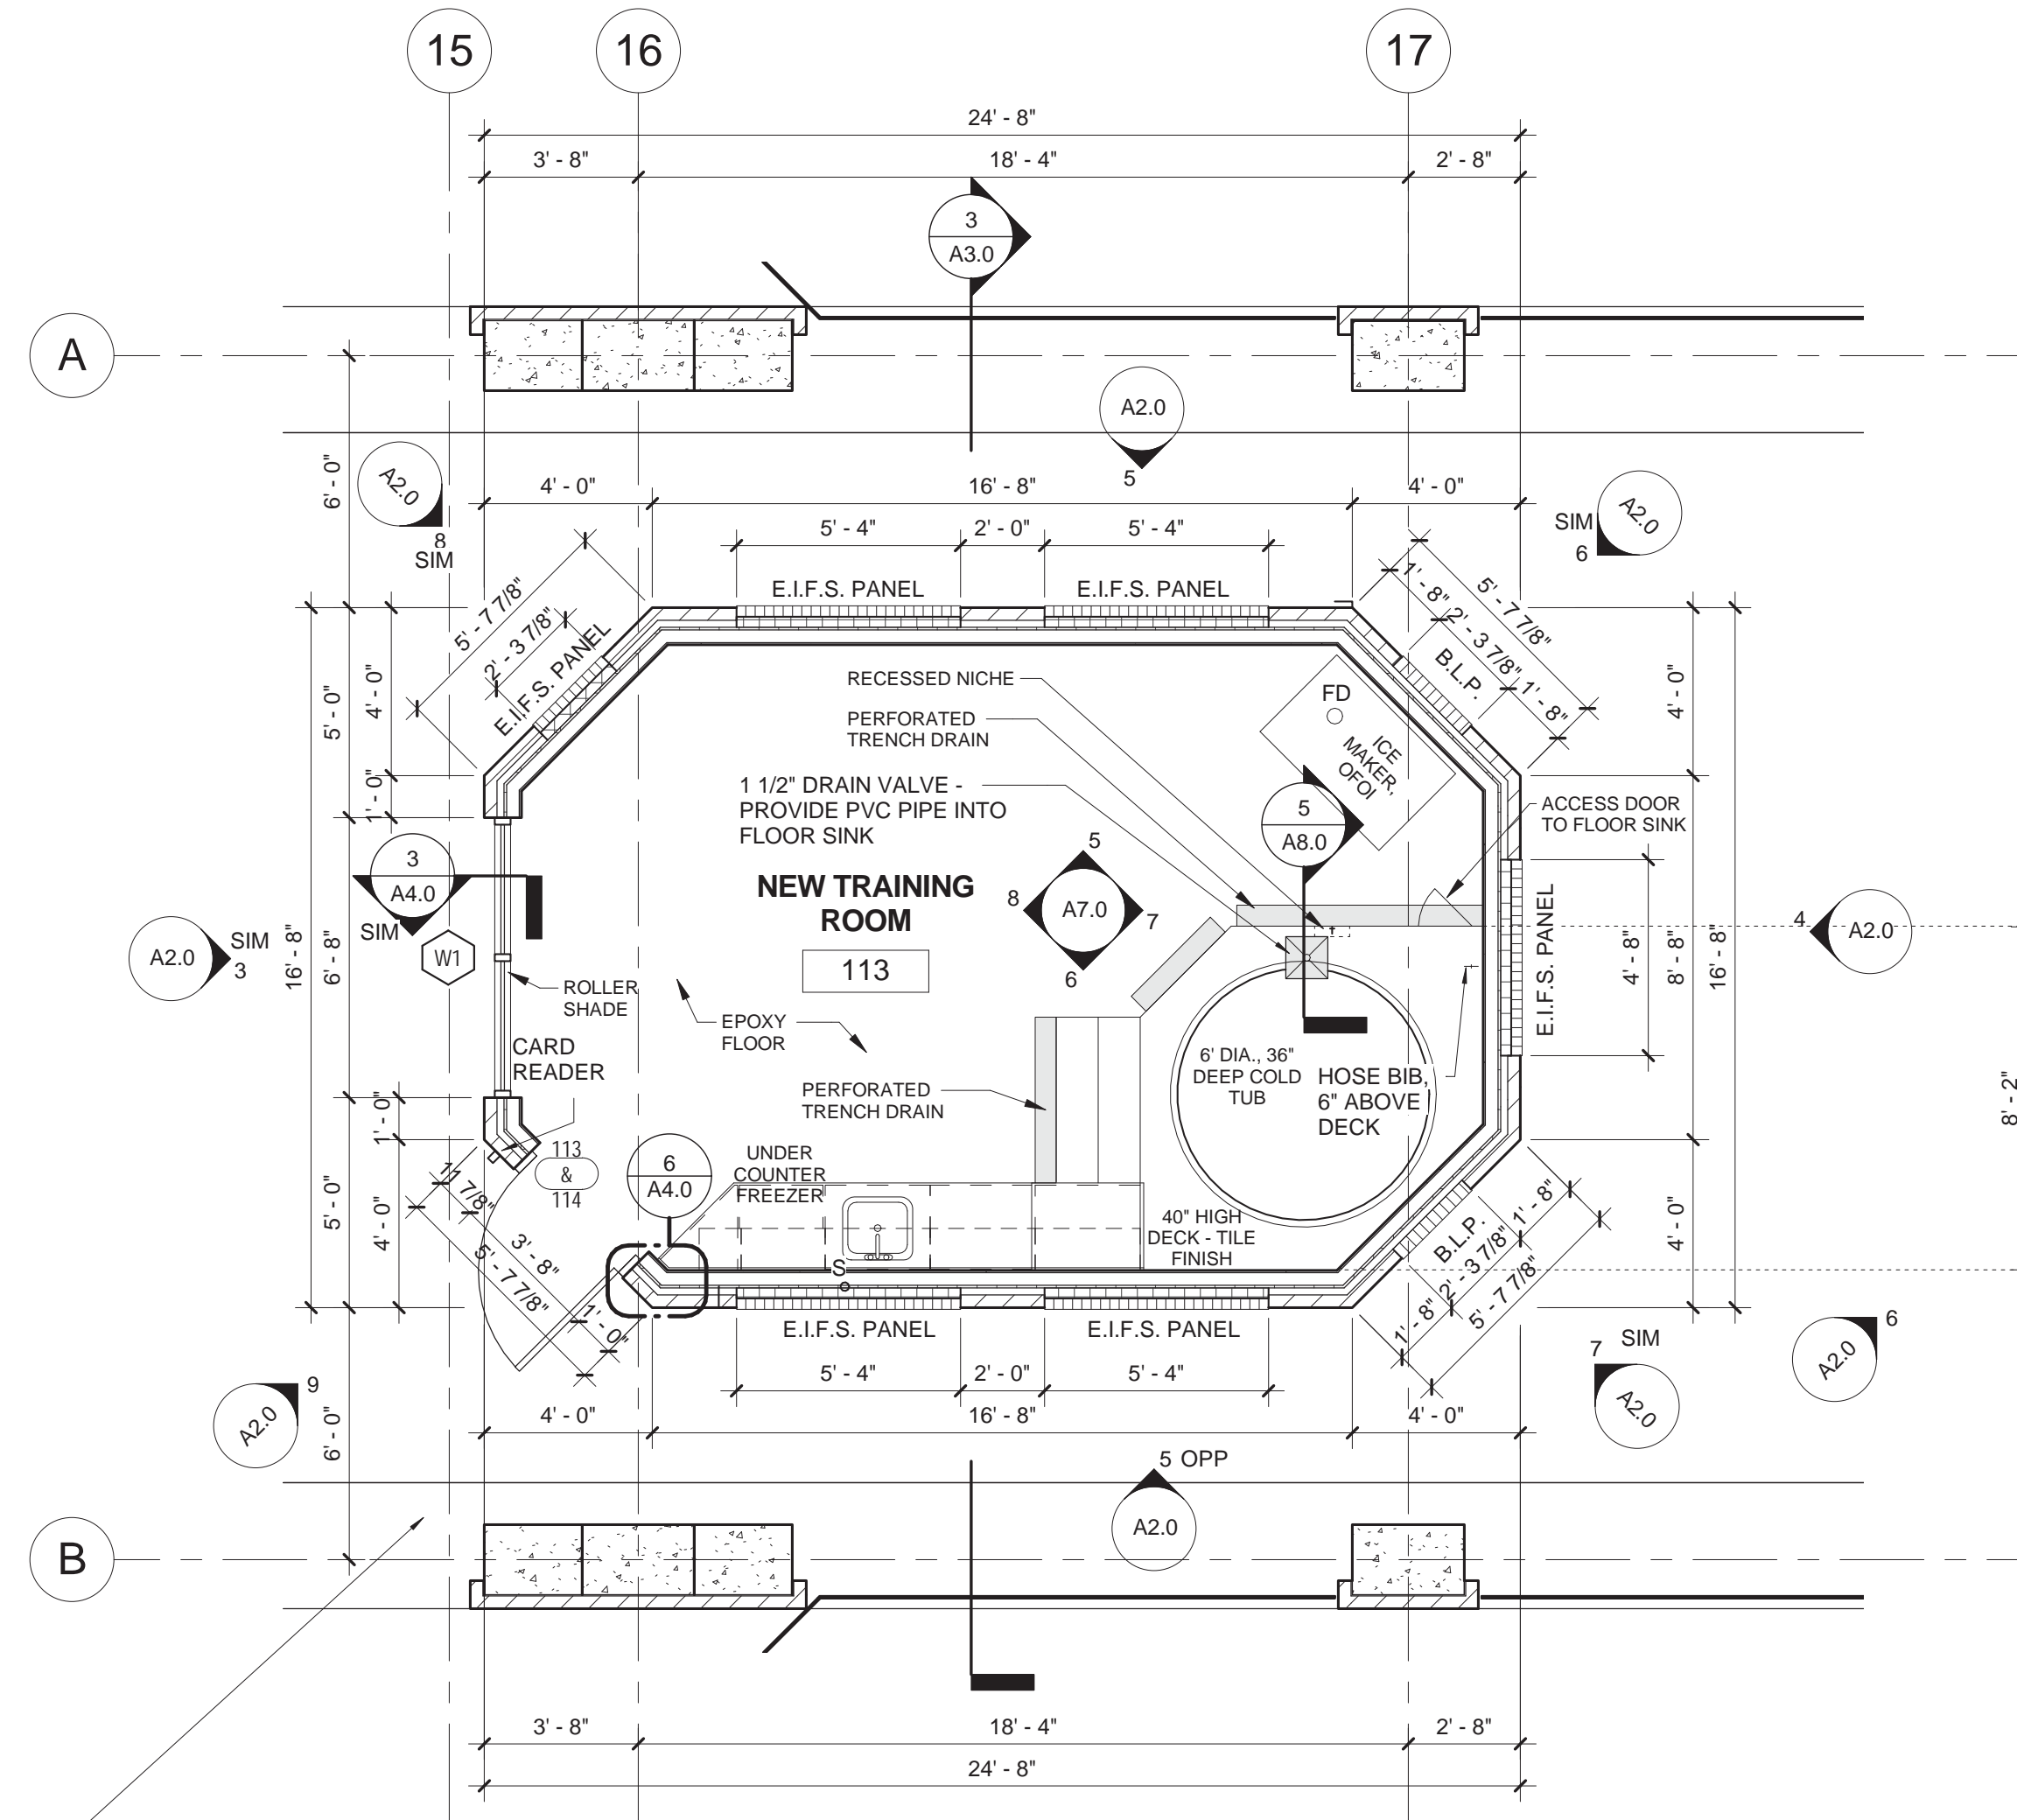 15
16
17
24' - 8"
3' - 8"
18' - 4"
2' - 8"
3
A3.0
A
A2.0
5
6' - 0"
A2.0
8
SIM
4' - 0"
16' - 8"
4' - 0"
SIM
6
A2.0
5' - 4"
2' - 0"
5' - 4"
E.I.F.S. PANEL
E.I.F.S. PANEL
5' - 7 7/8"
2' - 3 7/8"
E.I.F.S. PANEL
1' - 8"
2' - 3 7/8"
1' - 8"
5' - 7 7/8"
B.L.P.
5' - 0"
4' - 0"
1' - 0"
4' - 0"
RECESSED NICHE
PERFORATED
TRENCH DRAIN
1 1/2" DRAIN VALVE -
PROVIDE PVC PIPE INTO
FLOOR SINK
FD
ICE
MAKER,
OFOI
5
A8.0
ACCESS DOOR
TO FLOOR SINK
3
A4.0
SIM
NEW TRAINING
ROOM
113
5
8
A7.0
7
6
A2.0
SIM
3
16' - 8"
6' - 8"
W1
ROLLER
SHADE
EPOXY
FLOOR
CARD
READER
PERFORATED
TRENCH DRAIN
6' DIA., 36"
DEEP COLD
TUB
HOSE BIB,
6" ABOVE
DECK
E.I.F.S. PANEL
4' - 8"
8' - 8"
16' - 8"
4
A2.0
8' - 2"
1' - 0"
5' - 0"
4' - 0"
113
&
114
6
A4.0
UNDER
COUNTER
FREEZER
40" HIGH
DECK - TILE
FINISH
S
11 7/8"
3' - 8"
5' - 7 7/8"
1' - 0"
B.L.P.
1' - 8"
2' - 3 7/8"
1' - 8"
5' - 7 7/8"
4' - 0"
E.I.F.S. PANEL
E.I.F.S. PANEL
5' - 4"
2' - 0"
5' - 4"
7
SIM
A2.0
6
A2.0
9
A2.0
6' - 0"
4' - 0"
16' - 8"
4' - 0"
5 OPP
A2.0
B
3' - 8"
18' - 4"
2' - 8"
24' - 8"